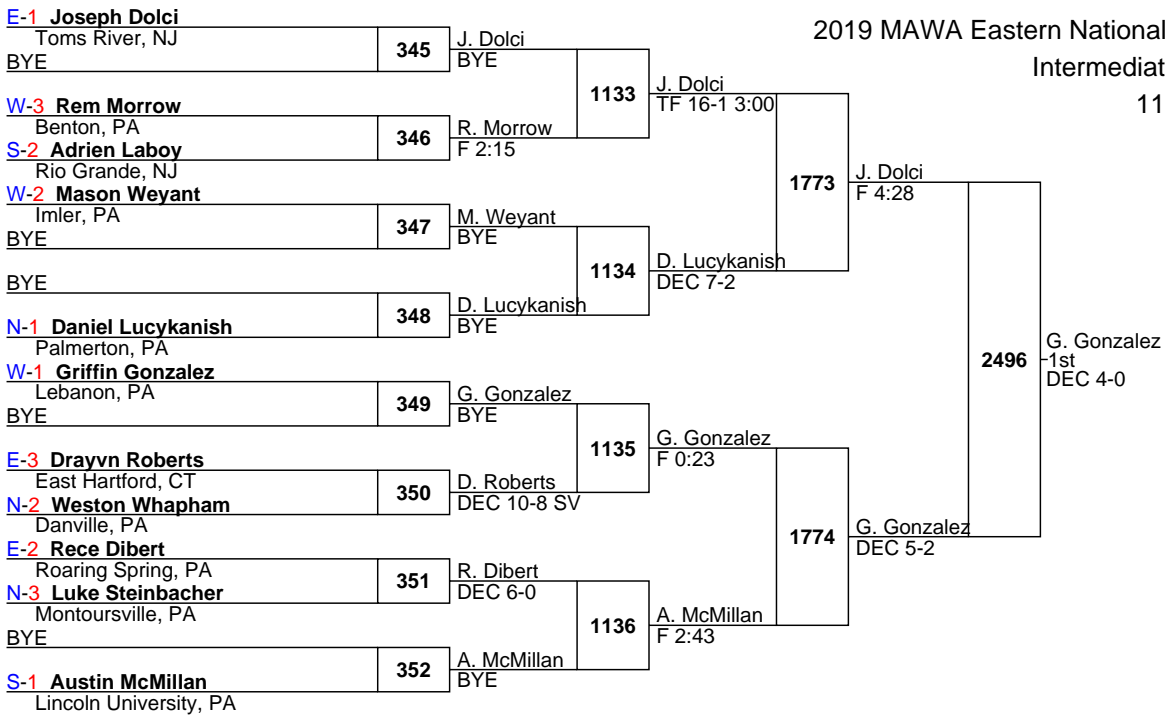 2019 MAWA Eastern National
Intermediat
11
E-1 Joseph Dolci
Toms River, NJ
BYE
W-3 Rem Morrow
Benton, PA
S-2 Adrien Laboy
Rio Grande, NJ
W-2 Mason Weyant
Imler, PA
BYE
BYE
N-1 Daniel Lucykanish
Palmerton, PA
W-1 Griffin Gonzalez
Lebanon, PA
BYE
E-3 Drayvn Roberts
East Hartford, CT
N-2 Weston Whapham
Danville, PA
E-2 Rece Dibert
Roaring Spring, PA
N-3 Luke Steinbacher
Montoursville, PA
BYE
S-1 Austin McMillan
Lincoln University, PA
345
346
347
348
349
350
351
352
J. Dolci
BYE
R. Morrow
F 2:15
M. Weyant
BYE
D. Lucykanish
BYE
G. Gonzalez
BYE
D. Roberts
DEC 10-8 SV
R. Dibert
DEC 6-0
A. McMillan
BYE
1133
1134
1135
1136
J. Dolci
TF 16-1 3:00
D. Lucykanish
DEC 7-2
G. Gonzalez
F 0:23
A. McMillan
F 2:43
1773
1774
J. Dolci
F 4:28
G. Gonzalez
DEC 5-2
2496
G. Gonzalez
1st
DEC 4-0